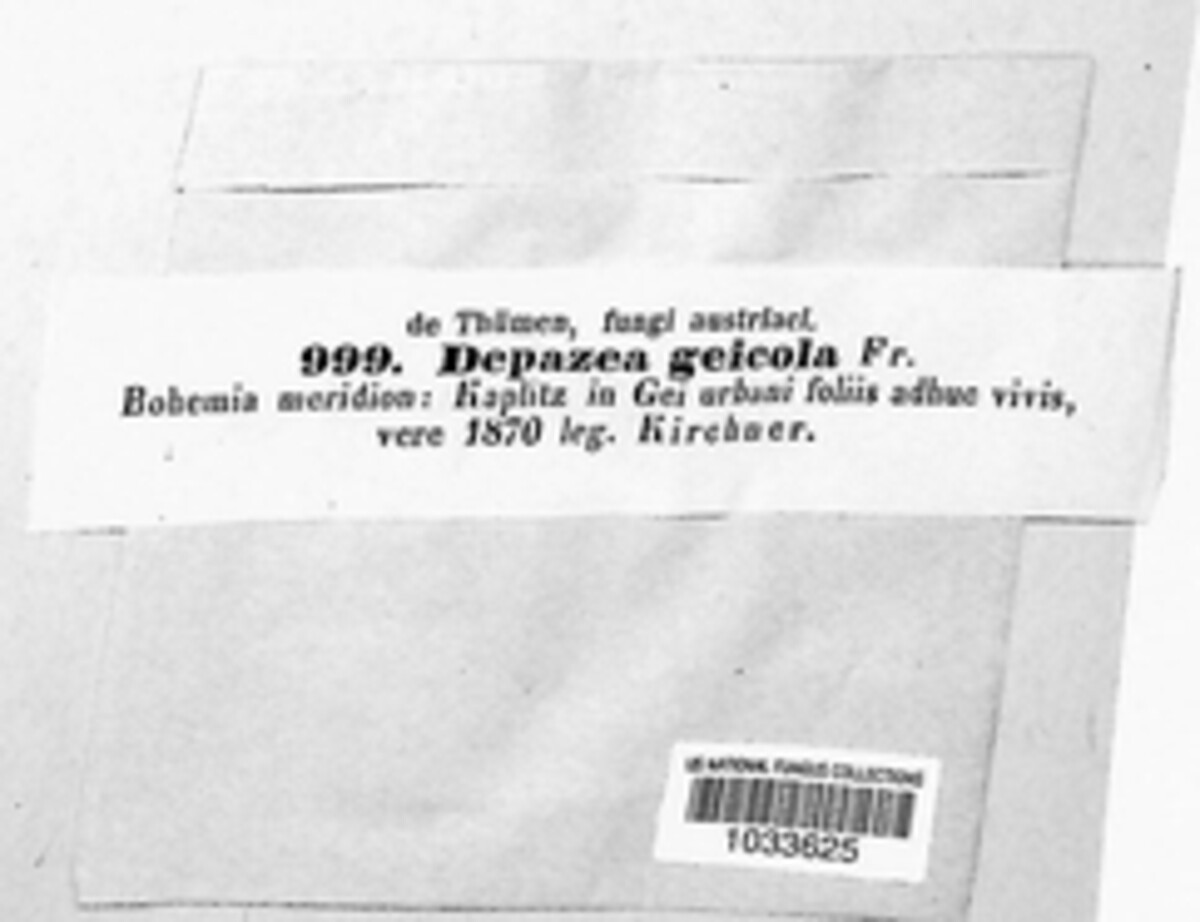 de Thümen, fungi austriaci.
999. Depazea geicola Fr.
Bohemia meridion: Kaplitz in Gei urbani foliis adhuc vivis,
vere 1870 leg. Kirchner.
US NATIONAL FUNGUS COLLECTIONS
1033625